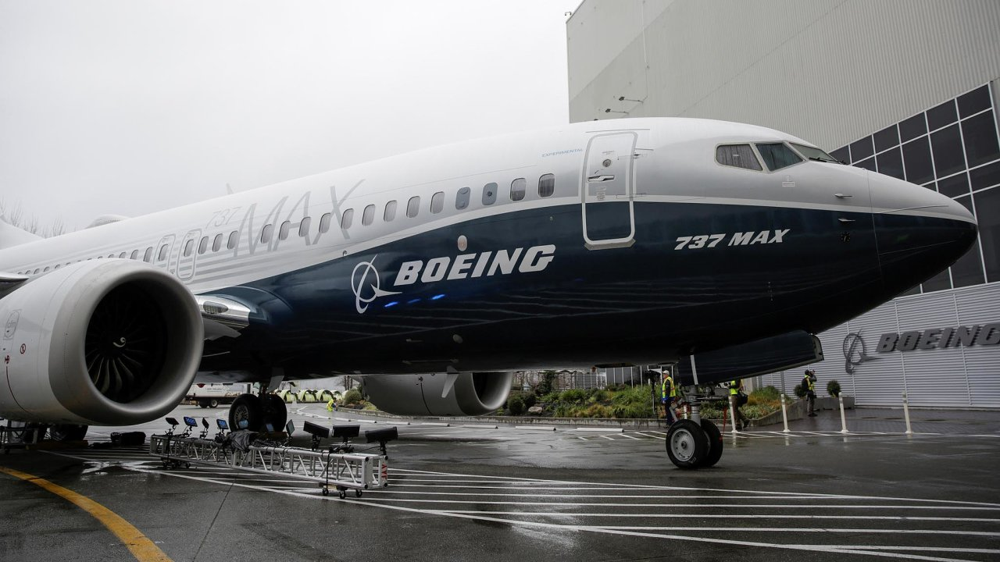 EXPERIMENTAL
737
MAX
BOEING
737 MAX
BOEING